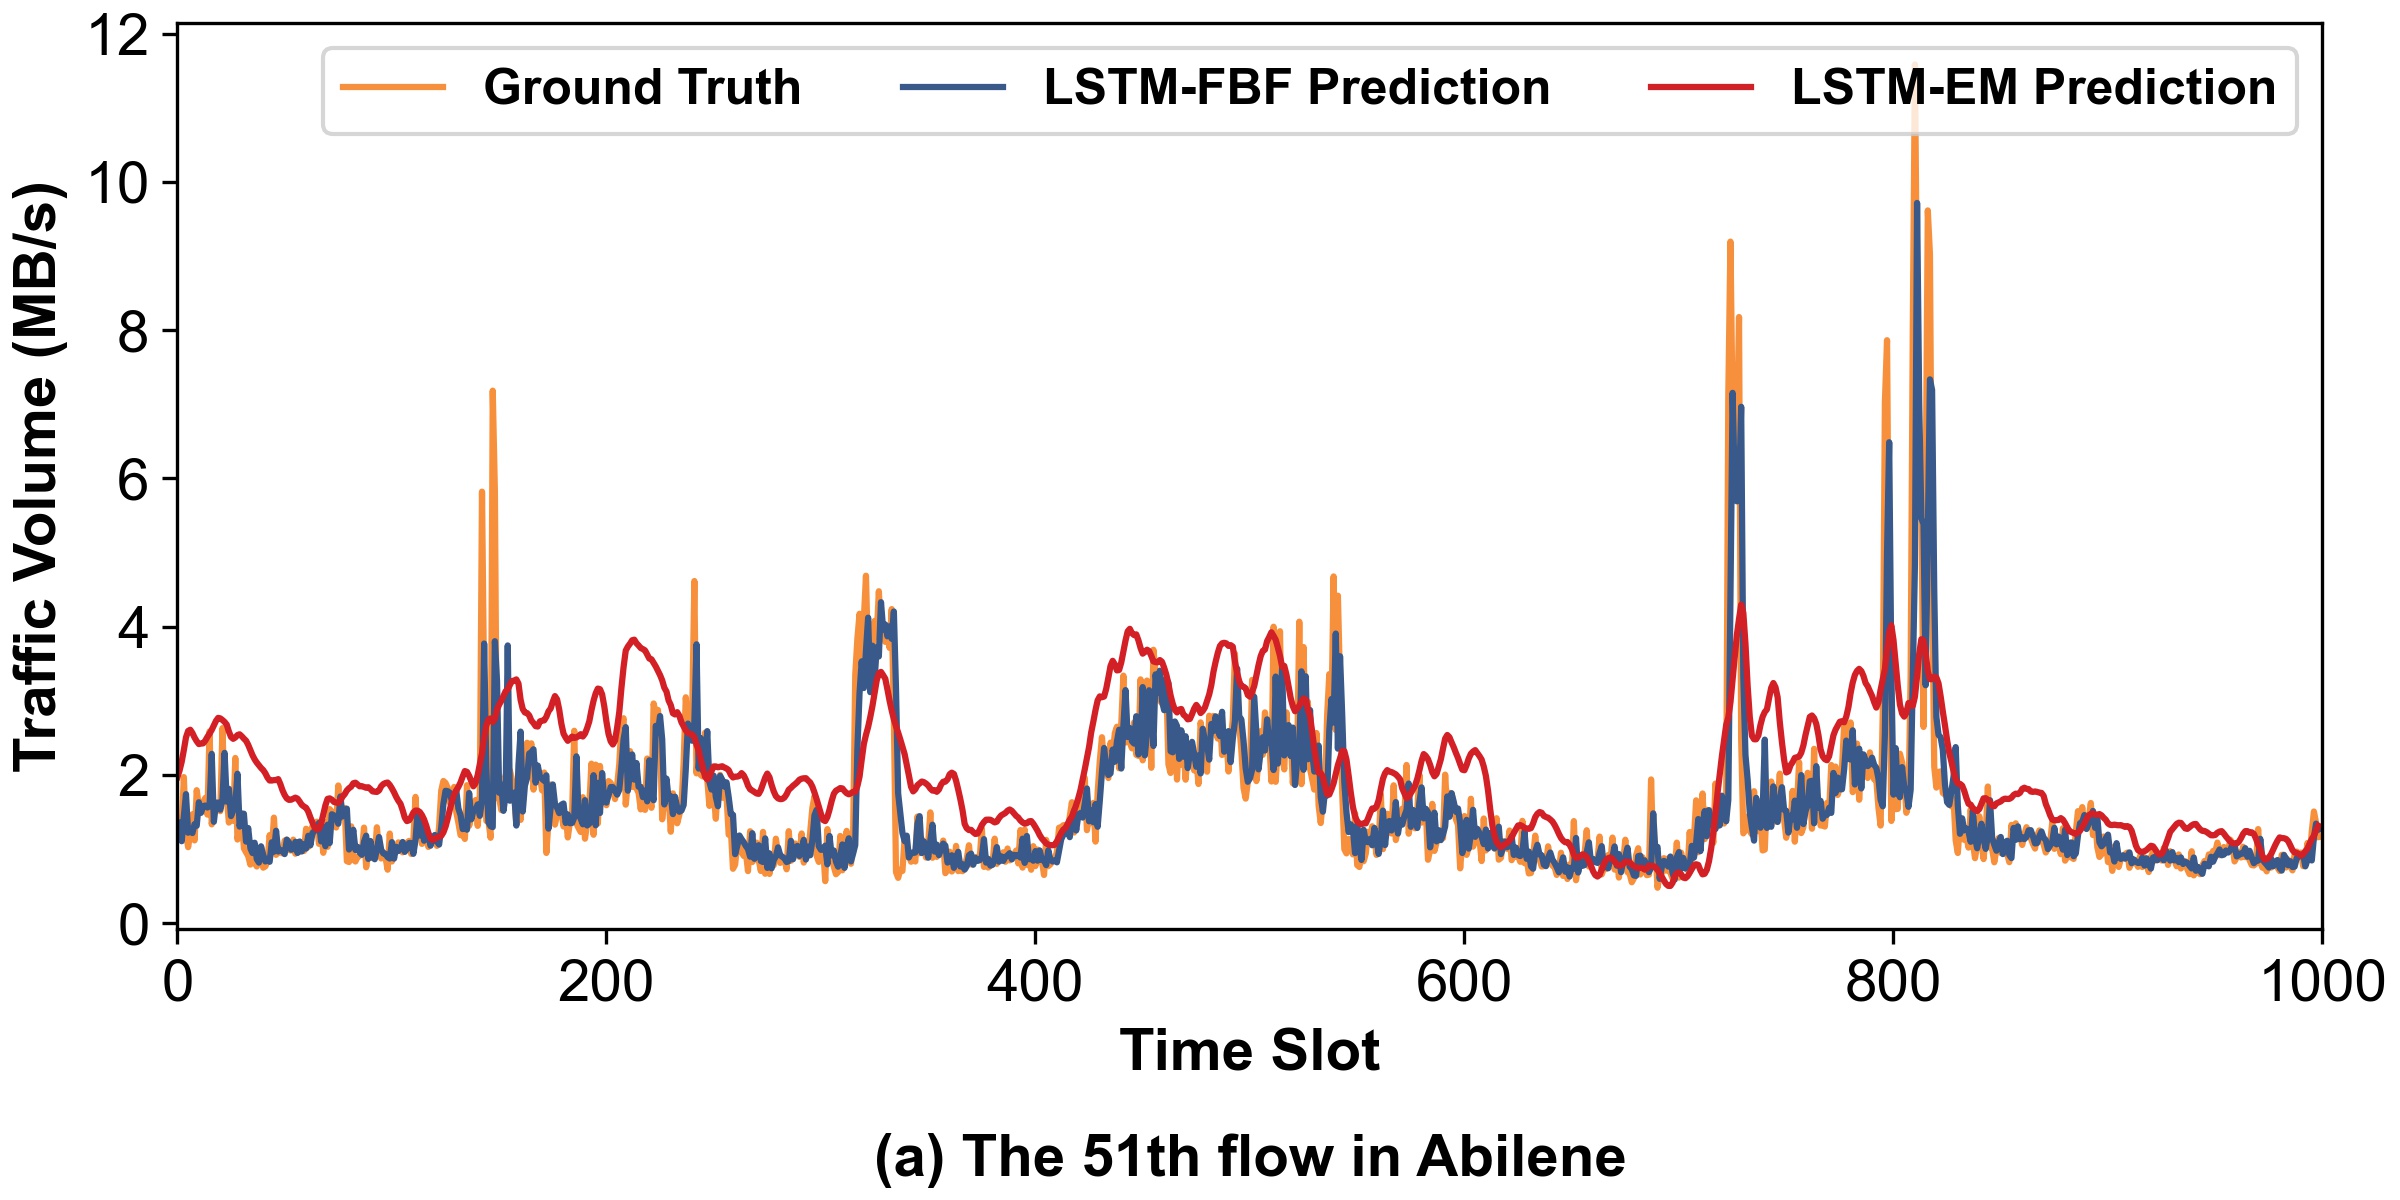 12
10
8
6
4
2
0
Traffic Volume (MB/s)
Ground Truth
LSTM-FBF Prediction
LSTM-EM Prediction
0
200
400
600
800
1000
Time Slot
(a) The 51th flow in Abilene